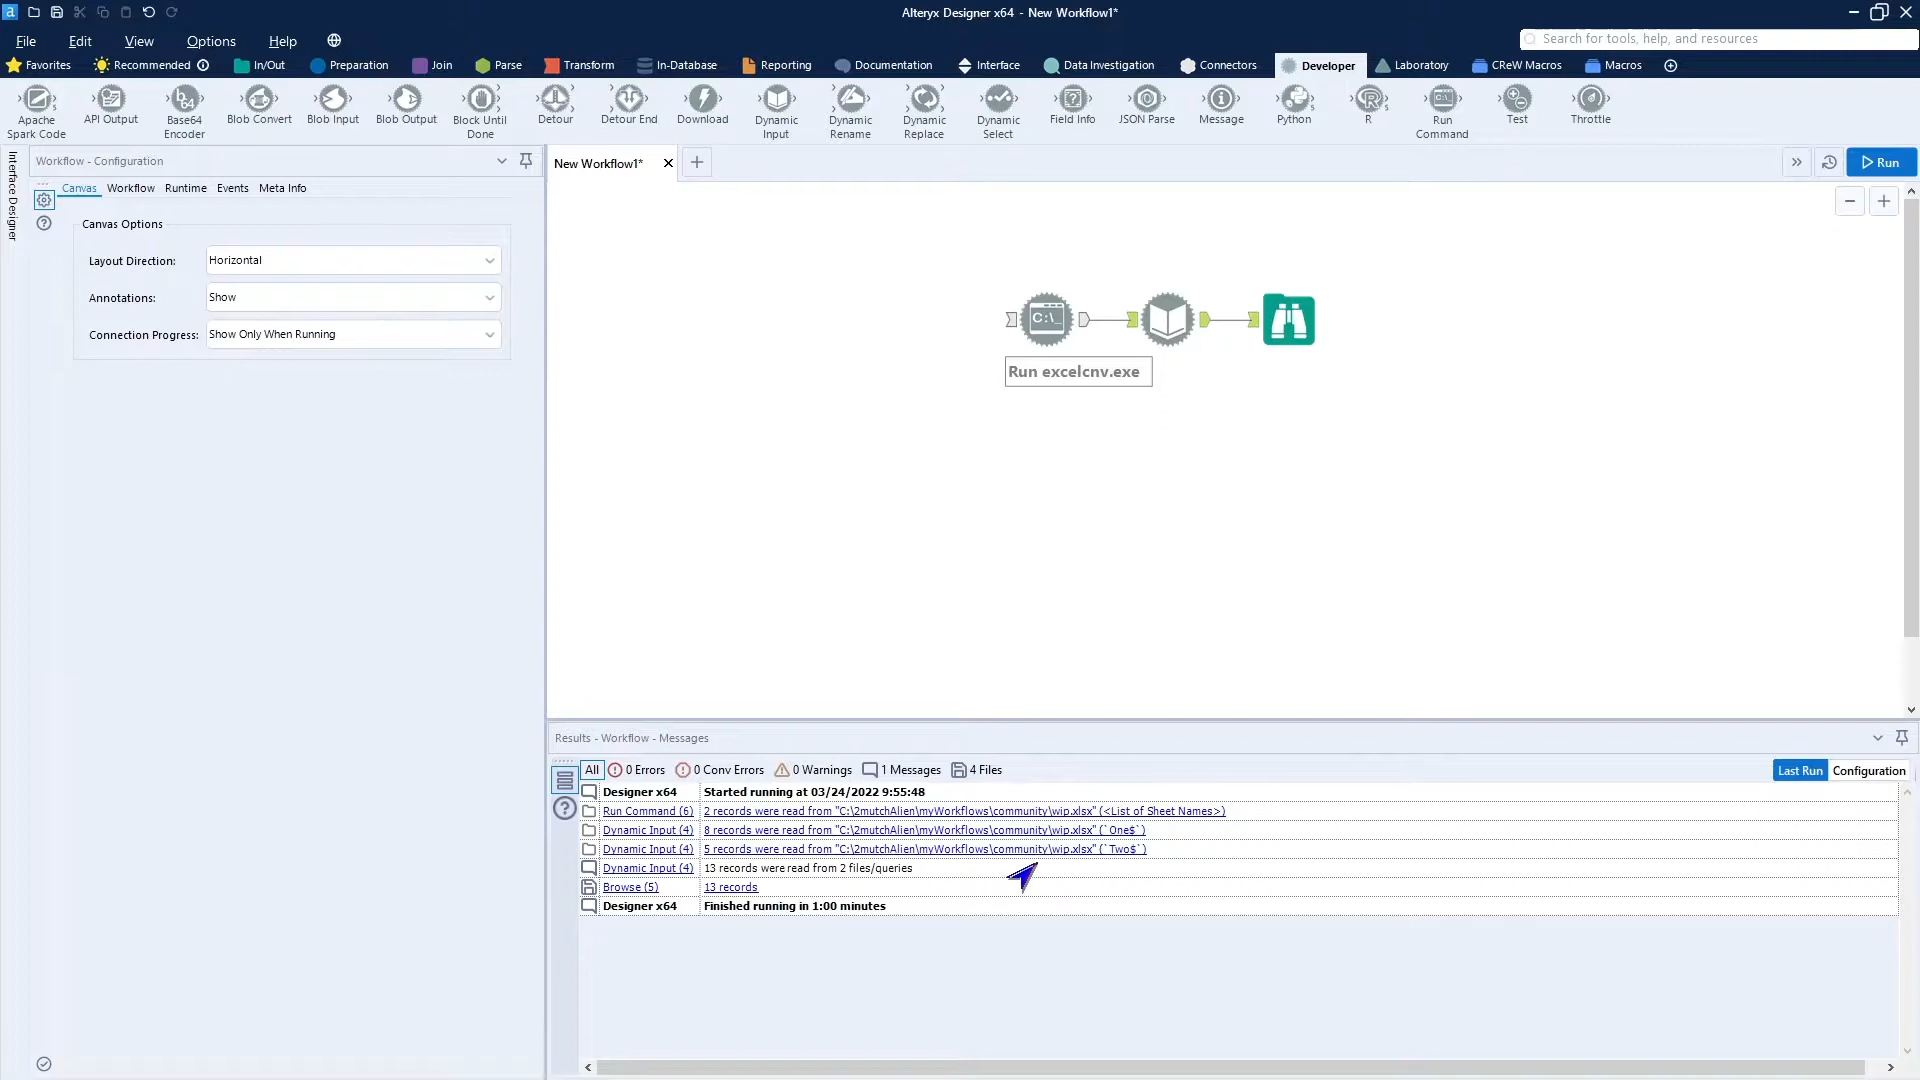 a
Alteryx Designer x64 - New Workflow1*
File Edit View Options Help
Search for tools, help, and resources
Favorites Recommended In/Out Preparation Join Parse Transform In-Database Reporting Documentation Interface Data Investigation Connectors Developer Laboratory CReW Macros Macros
Apache Spark Code
API Output
b64
Base64 Encoder
Blob Convert
Blob Input
Blob Output
Block Until Done
Detour
Detour End
Download
Dynamic Input
Dynamic Rename
Dynamic Replace
Dynamic Select
Field Info
JSON Parse
Message
Python
R
Run Command
Test
Throttle
Interface Designer
Workflow - Configuration
Canvas Workflow Runtime Events Meta Info
Canvas Options
Layout Direction: Horizontal
Annotations: Show
Connection Progress: Show Only When Running
New Workflow1*
Run
C:\_
Run excelcnv.exe
Results - Workflow - Messages
All 0 Errors 0 Conv Errors 0 Warnings 1 Messages 4 Files Last Run Configuration
Designer x64 Started running at 03/24/2022 9:55:48
Run Command (6) 2 records were read from "C:\2mutchAlien\myWorkflows\community\wip.xlsx" (<List of Sheet Names>)
Dynamic Input (4) 8 records were read from "C:\2mutchAlien\myWorkflows\community\wip.xlsx" (`One$`)
Dynamic Input (4) 5 records were read from "C:\2mutchAlien\myWorkflows\community\wip.xlsx" (`Two$`)
Dynamic Input (4) 13 records were read from 2 files/queries
Browse (5) 13 records
Designer x64 Finished running in 1:00 minutes